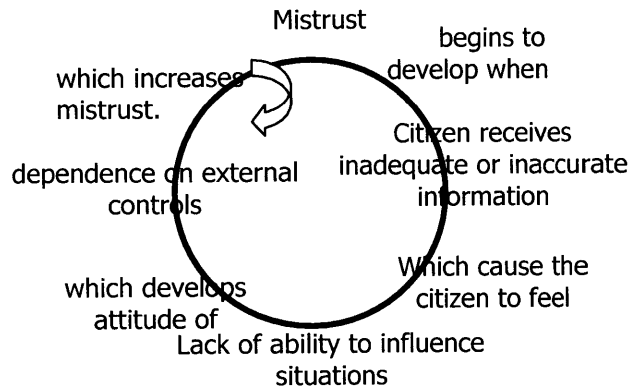 Mistrust
begins to
develop when
Citizen receives
inadequate or inaccurate
information
Which cause the
citizen to feel
Lack of ability to influence
situations
which develops
attitude of
dependence on external
controls
which increases
mistrust.